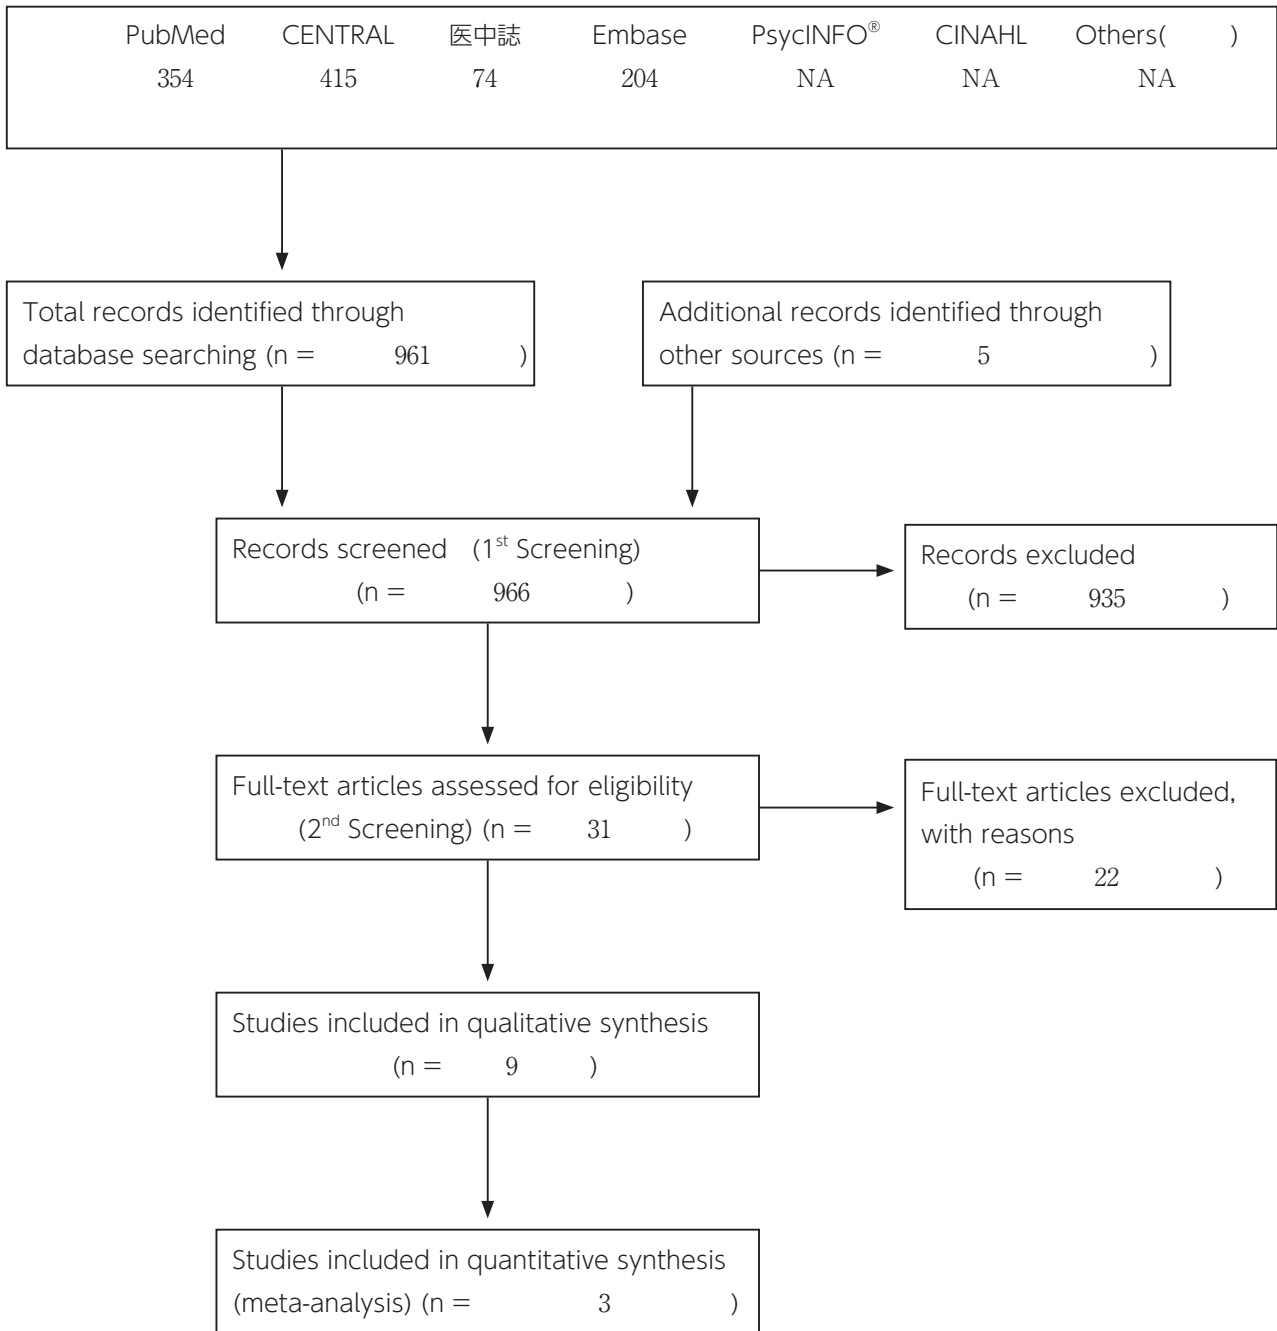 PubMed CENTRAL 医中誌 Embase PsycINFO® CINAHL Others( )
354 415 74 204 NA NA NA
Total records identified through
database searching (n = 961 )
Additional records identified through
other sources (n = 5 )
Records screened (1st Screening)
(n = 966 )
Records excluded
(n = 935 )
Full-text articles assessed for eligibility
(2nd Screening) (n = 31 )
Full-text articles excluded,
with reasons
(n = 22 )
Studies included in qualitative synthesis
(n = 9 )
Studies included in quantitative synthesis
(meta-analysis) (n = 3 )